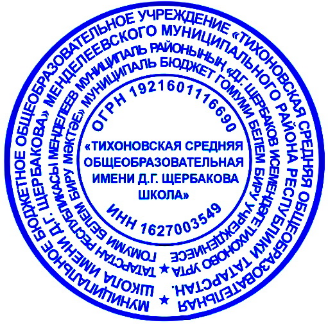 МУНИЦИПАЛЬНОЕ БЮДЖЕТНОЕ ОБЩЕОБРАЗОВАТЕЛЬНОЕ УЧРЕЖДЕНИЕ «ТИХОНОВСКАЯ СРЕДНЯЯ ОБЩЕОБРАЗОВАТЕЛЬНАЯ
ШКОЛА ИМЕНИ Д.Г. ЩЕРБАКОВА» МЕНДЕЛЕЕВСКОГО МУНИЦИПАЛЬНОГО РАЙОНА РЕСПУБЛИКИ ТАТАРСТАН.
ТАТАРСТАН РЕСПУБЛИКАСЫ МЕНДЕЛЕЕВ МУНИЦИПАЛЬ РАЙОНЫНЫҢ «Д.Г. ЩЕРБАКОВ ИСЕМЕНДӘГЕ ТИХОНОВО УРТА
ГОМУМИ БЕЛЕМ БИРҮ МӘКТӘБЕ» МУНИЦИПАЛЬ БЮДЖЕТ ГОМУМИ БЕЛЕМ БИРҮ УЧРЕЖДЕНИЕСЕ
ОГРН 1921601116690
«ТИХОНОВСКАЯ СРЕДНЯЯ
ОБЩЕОБРАЗОВАТЕЛЬНАЯ
ИМЕНИ Д.Г. ЩЕРБАКОВА
ШКОЛА»
ИНН 1627003549